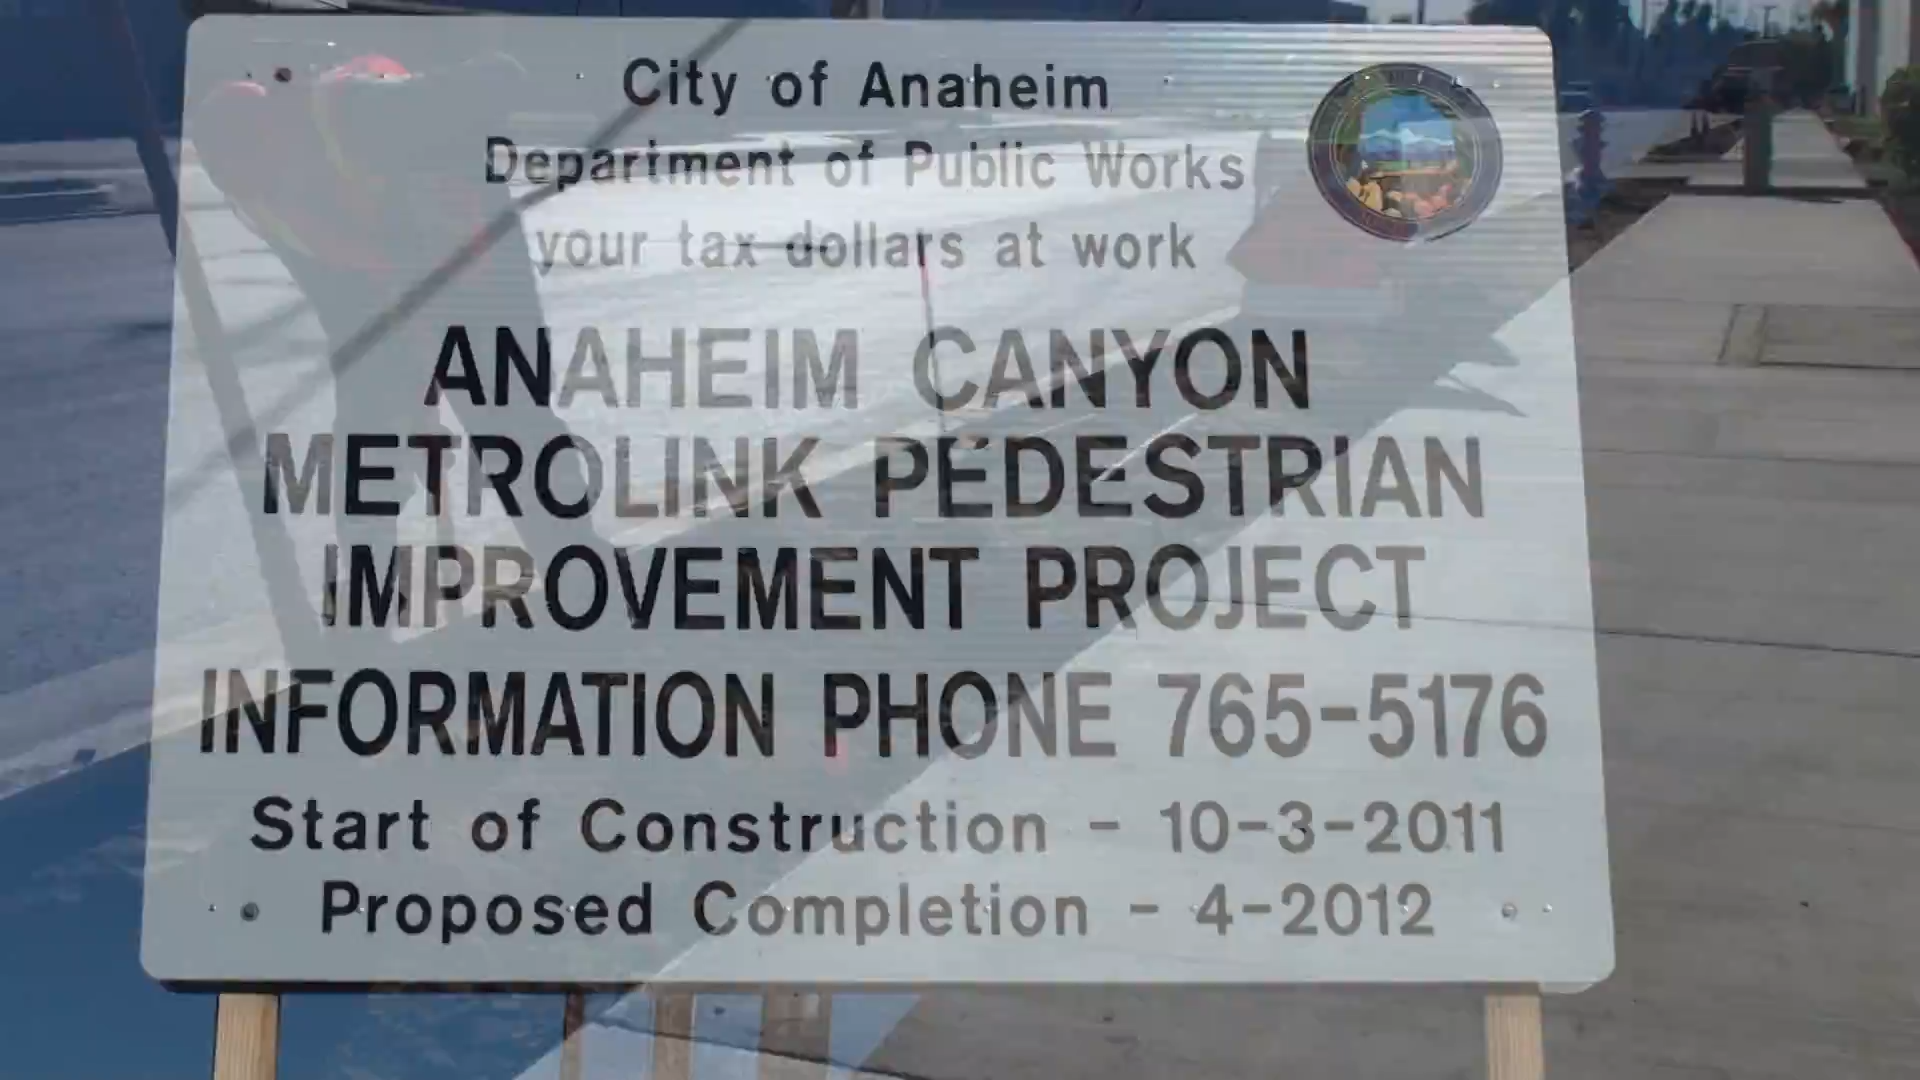 City of Anaheim
Department of Public Works
your tax dollars at work
ANAHEIM CANYON
METROLINK PEDESTRIAN
IMPROVEMENT PROJECT
INFORMATION PHONE 765-5176
Start of Construction - 10-3-2011
Proposed Completion - 4-2012